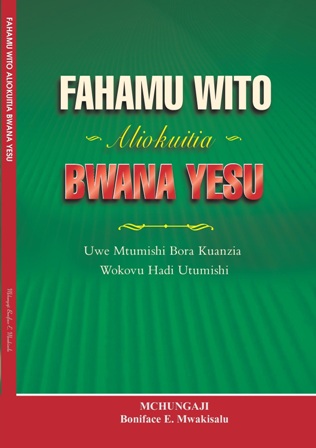 FAHAMU WITO ALIOKUITIA BWANA YESU
FAHAMU WITO
Aliokuitia
BWANA YESU
Uwe Mtumishi Bora Kuanzia
Wokovu Hadi Utumishi
MCHUNGAJI
Boniface E. Mwakisalu